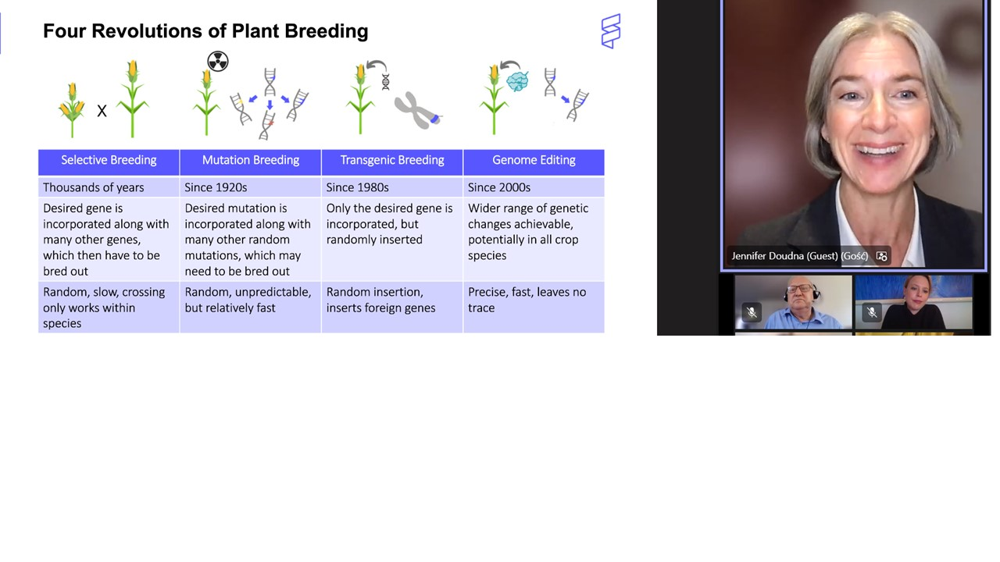 Four Revolutions of Plant Breeding
X
Selective Breeding
Mutation Breeding
Transgenic Breeding
Genome Editing
Thousands of years
Since 1920s
Since 1980s
Since 2000s
Desired gene is
incorporated along with
many other genes,
which then have to be
bred out
Desired mutation is
incorporated along with
many other random
mutations, which may
need to be bred out
Only the desired gene is
incorporated, but
randomly inserted
Wider range of genetic
changes achievable,
potentially in all crop
species
Random, slow, crossing
only works within
species
Random, unpredictable,
but relatively fast
Random insertion,
inserts foreign genes
Precise, fast, leaves no
trace
Jennifer Doudna (Guest) (Gość)